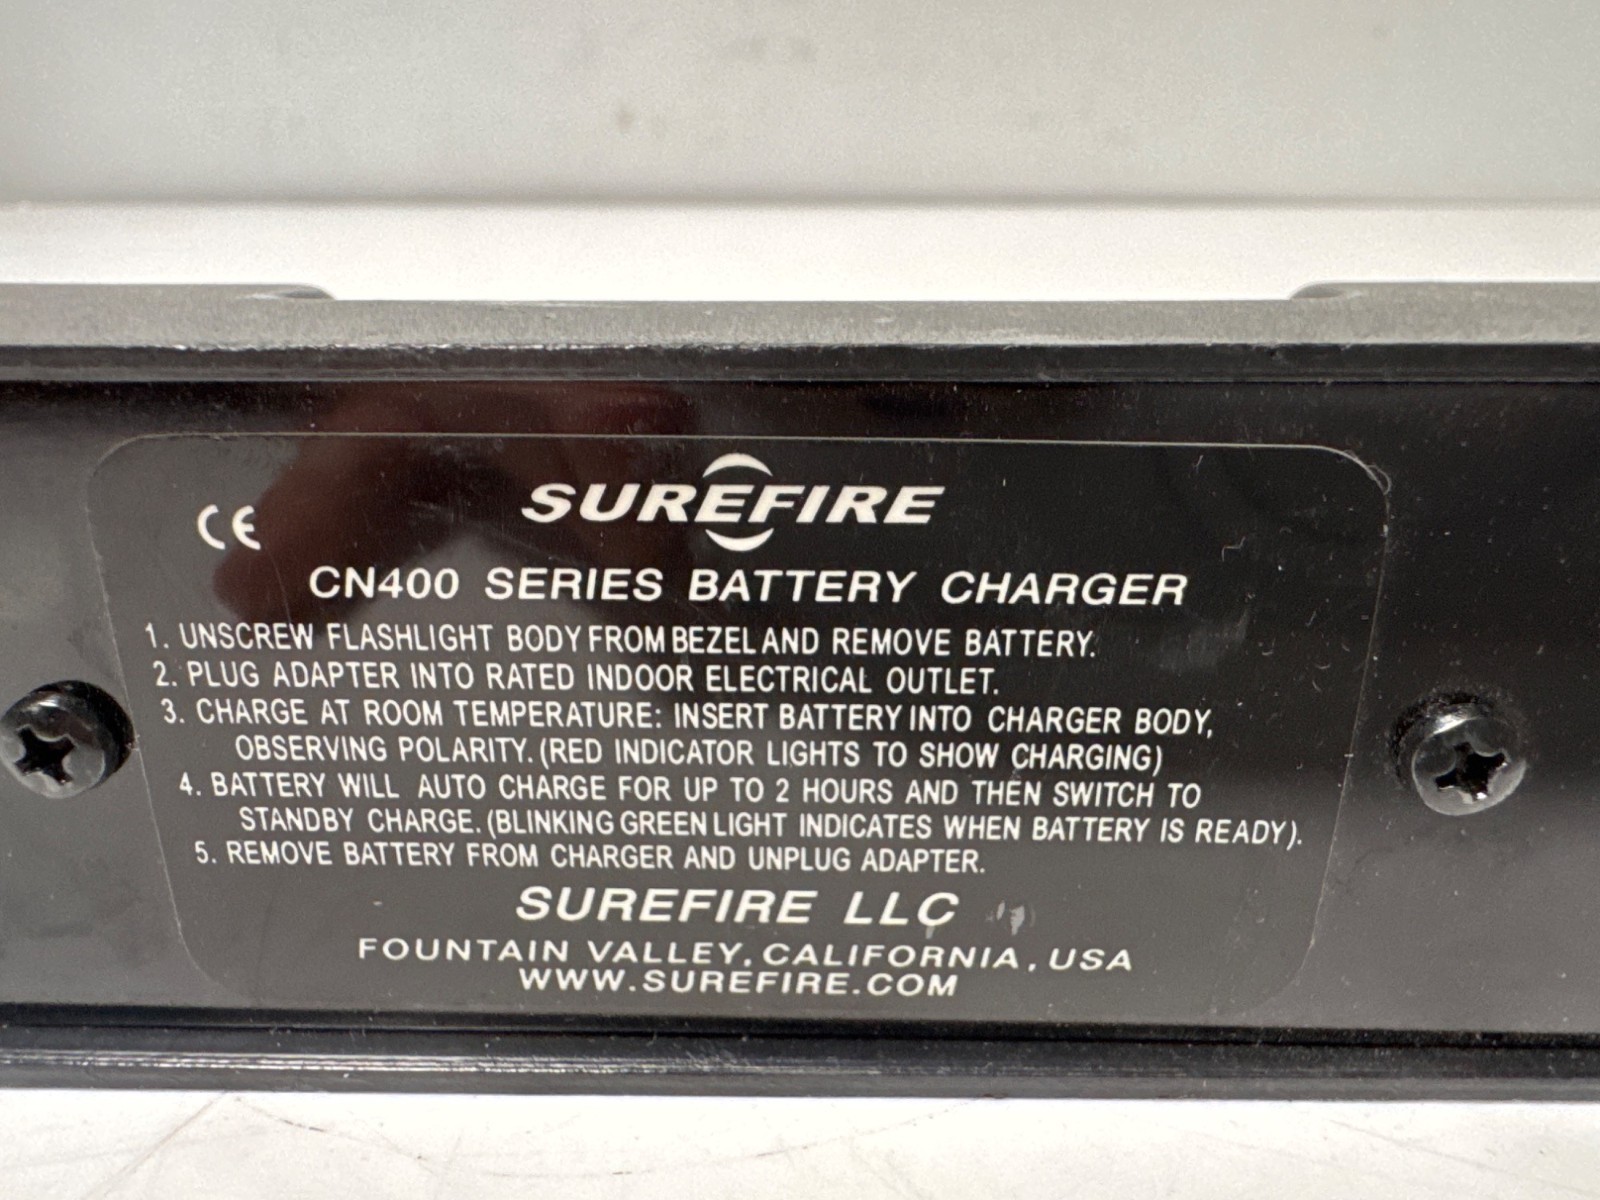 CE
SUREFIRE
CN400 SERIES BATTERY CHARGER
1. UNSCREW FLASHLIGHT BODY FROM BEZEL AND REMOVE BATTERY.
2. PLUG ADAPTER INTO RATED INDOOR ELECTRICAL OUTLET.
3. CHARGE AT ROOM TEMPERATURE: INSERT BATTERY INTO CHARGER BODY,
OBSERVING POLARITY. (RED INDICATOR LIGHTS TO SHOW CHARGING)
4. BATTERY WILL AUTO CHARGE FOR UP TO 2 HOURS AND THEN SWITCH TO
STANDBY CHARGE. (BLINKING GREEN LIGHT INDICATES WHEN BATTERY IS READY).
5. REMOVE BATTERY FROM CHARGER AND UNPLUG ADAPTER.
SUREFIRE LLC
FOUNTAIN VALLEY, CALIFORNIA, USA
WWW.SUREFIRE.COM